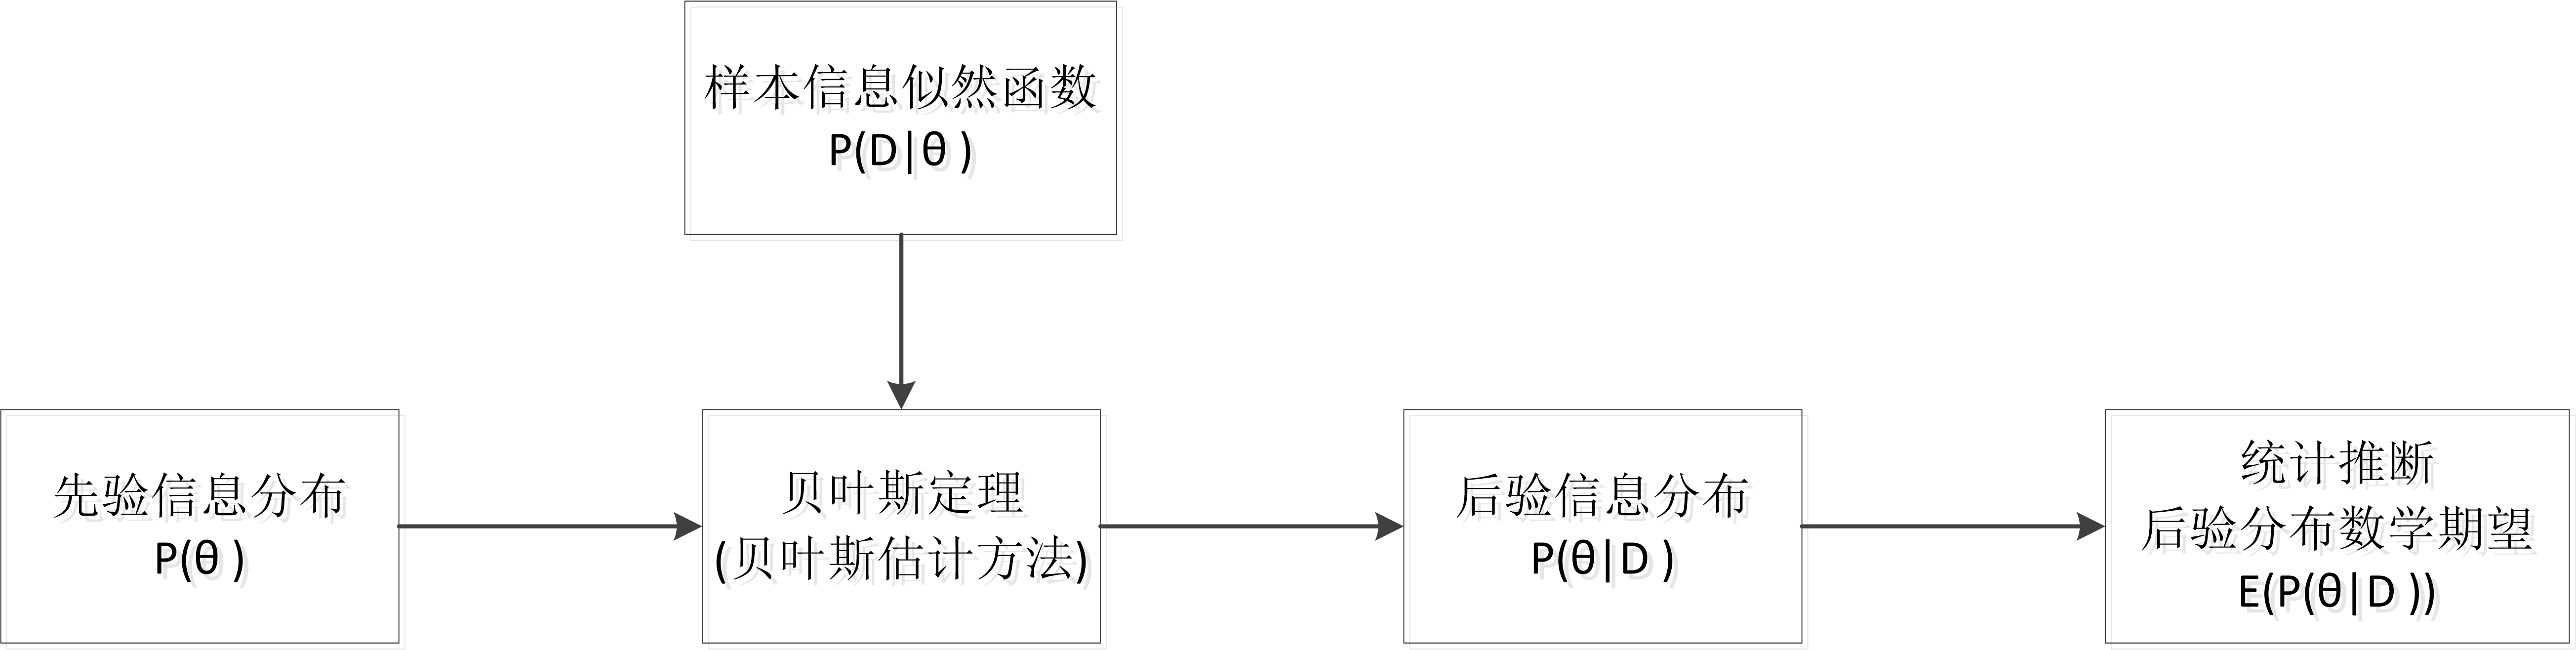 样本信息似然函数
P(D|θ )
先验信息分布
P(θ )
贝叶斯定理
(贝叶斯估计方法)
后验信息分布
P(θ|D )
统计推断
后验分布数学期望
E(P(θ|D ))